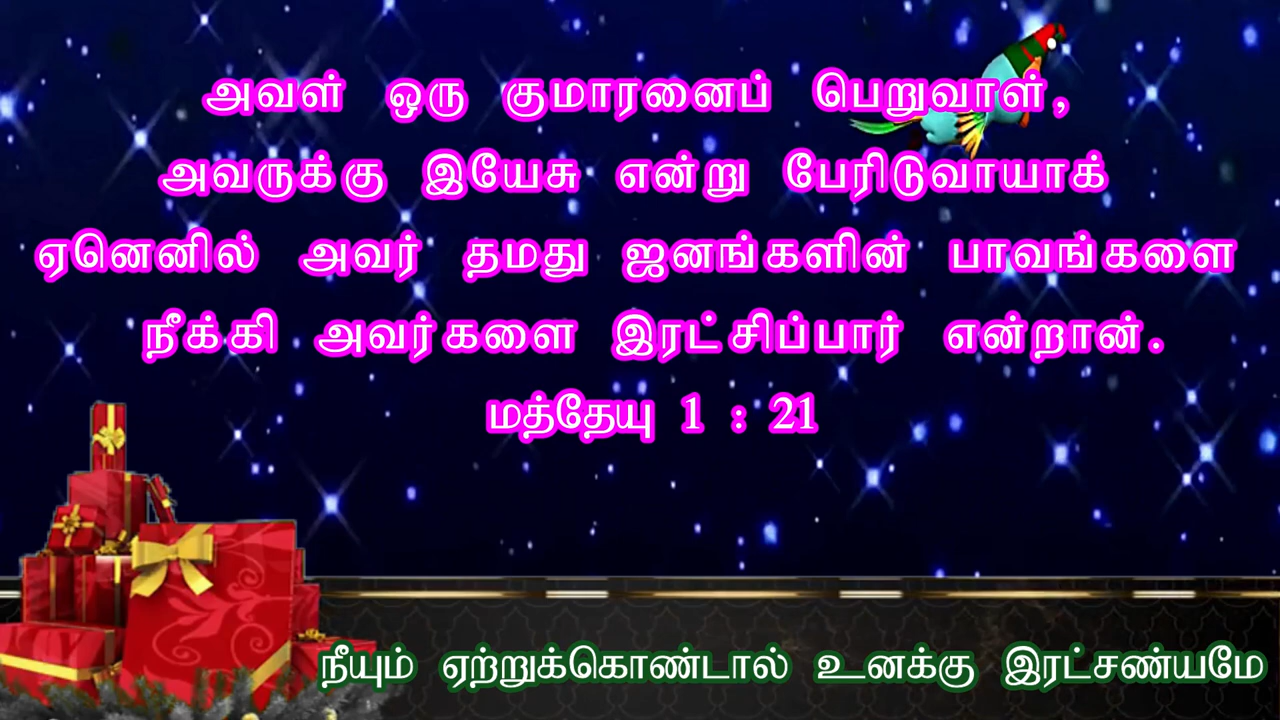 அவள் ஒரு குமாரனைப் பெறுவாள்,
அவருக்கு இயேசு என்று பேரிடுவாயாக்
ஏனெனில் அவர் தமது ஜனங்களின் பாவங்களை
நீக்கி அவர்களை இரட்சிப்பார் என்றான்.
மத்தேயு 1 : 21
நீயும் ஏற்றுக்கொண்டால் உனக்கு இரட்சண்யமே